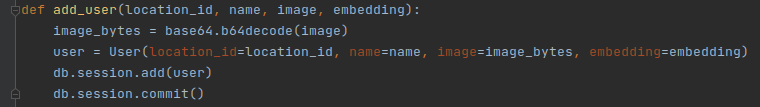 def add_user(location_id, name, image, embedding):
    image_bytes = base64.b64decode(image)
    user = User(location_id=location_id, name=name, image=image_bytes, embedding=embedding)
    db.session.add(user)
    db.session.commit()